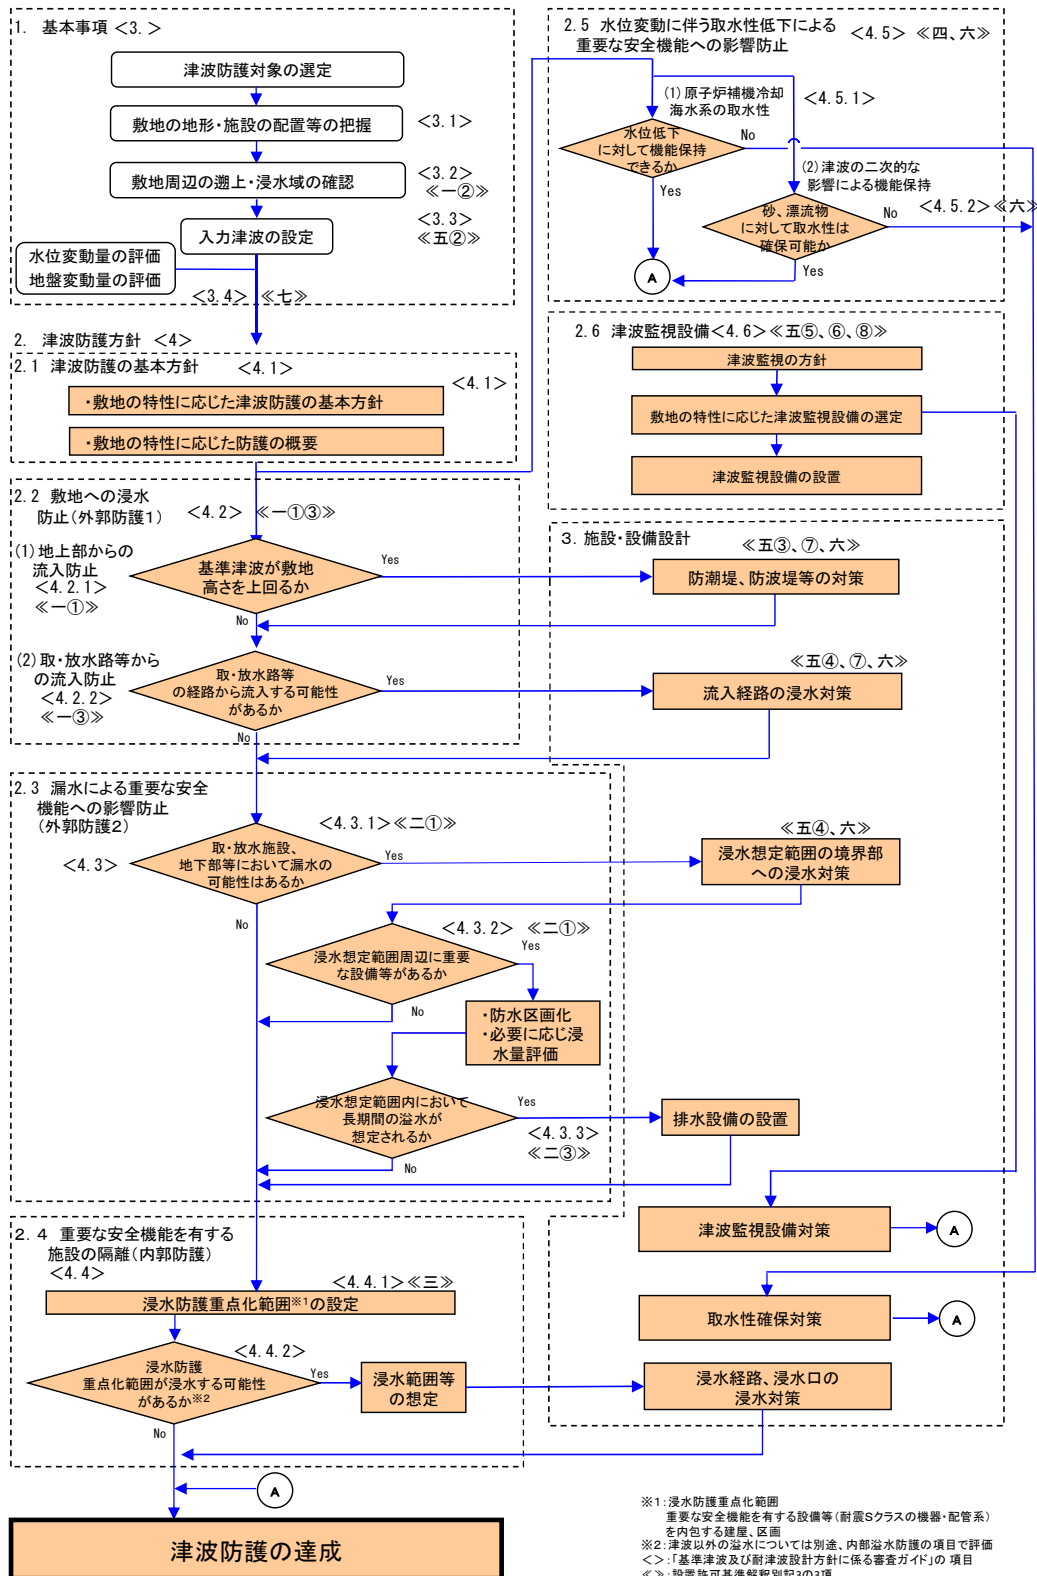 1. 基本事項 <3. >
津波防護対象の選定
敷地の地形・施設の配置等の把握
<3.1>
敷地周辺の遡上・浸水域の確認
<3.2>
≪一②≫
入力津波の設定
<3.3>
≪五②≫
水位変動量の評価
地盤変動量の評価
<3.4> ≪七≫
2. 津波防護方針 <4>
2.1 津波防護の基本方針 <4.1>
<4.1>
・敷地の特性に応じた津波防護の基本方針
・敷地の特性に応じた防護の概要
2.2 敷地への浸水
防止(外郭防護1)
<4.2> ≪一①③≫
(1)地上部からの
流入防止
<4.2.1>
≪一①≫
基準津波が敷地
高さを上回るか
Yes
No
(2)取・放水路等から
の流入防止
<4.2.2>
≪一③≫
取・放水路等
の経路から流入する可能性
があるか
Yes
No
2.3 漏水による重要な安全
機能への影響防止
(外郭防護2)
<4.3.1>≪二①≫
<4.3>
取・放水施設、
地下部等において漏水の
可能性はあるか
Yes
No
<4.3.2> ≪二①≫
浸水想定範囲周辺に重要
な設備等があるか
Yes
No
・防水区画化
・必要に応じ浸
水量評価
浸水想定範囲内において
長期間の溢水が
想定されるか
Yes
No
<4.3.3>
≪二③≫
2.4 重要な安全機能を有する
施設の隔離(内郭防護)
<4.4>
<4.4.1>≪三≫
浸水防護重点化範囲※1の設定
<4.4.2>
浸水防護
重点化範囲が浸水する可能性
があるか※2
Yes
No
浸水範囲等
の想定
A
津波防護の達成
2.5 水位変動に伴う取水性低下による
重要な安全機能への影響防止
<4.5> ≪四、六≫
(1)原子炉補機冷却
海水系の取水性
<4.5.1>
水位低下
に対して機能保持
できるか
No
Yes
(2)津波の二次的な
影響による機能保持
砂、漂流物
に対して取水性は
確保可能か
No
<4.5.2>≪六≫
Yes
A
2.6 津波監視設備<4.6>≪五⑤、⑥、⑧≫
津波監視の方針
敷地の特性に応じた津波監視設備の選定
津波監視設備の設置
3. 施設・設備設計
≪五③、⑦、六≫
防潮堤、防波堤等の対策
≪五④、⑦、六≫
流入経路の浸水対策
≪五④、六≫
浸水想定範囲の境界部
への浸水対策
排水設備の設置
津波監視設備対策
A
取水性確保対策
A
浸水経路、浸水口の
浸水対策
※1:浸水防護重点化範囲
重要な安全機能を有する設備等(耐震Sクラスの機器・配管系)
を内包する建屋、区画
※2:津波以外の溢水については別途、内部溢水防護の項目で評価
<>:「基準津波及び耐津波設計方針に係る審査ガイド」の 項目
≪≫:設置許可基準解釈別記3の3項